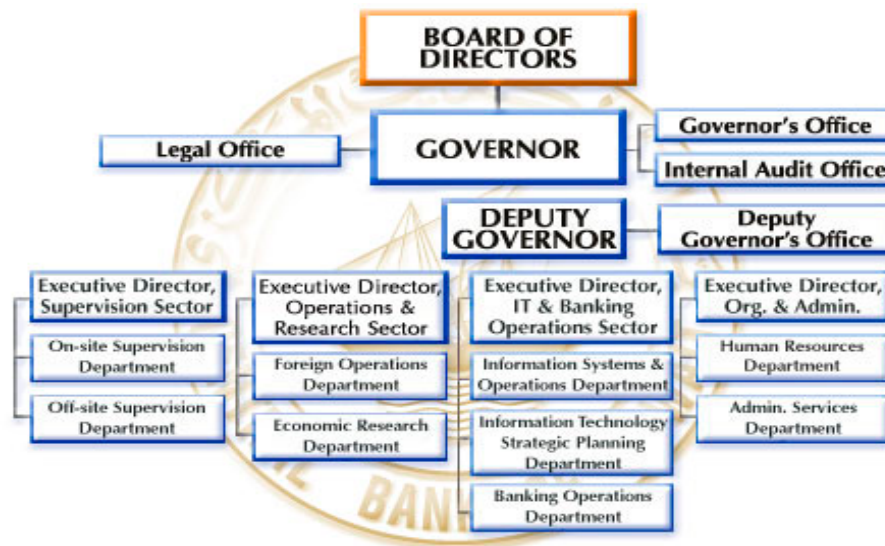 BOARD OF
DIRECTORS
Legal Office
GOVERNOR
Governor's Office
Internal Audit Office
DEPUTY
GOVERNOR
Deputy
Governor's Office
Executive Director,
Supervision Sector
On-site Supervision
Department
Off-site Supervision
Department
Executive Director,
Operations &
Research Sector
Foreign Operations
Department
Economic Research
Department
Executive Director,
IT & Banking
Operations Sector
Information Systems &
Operations Department
Information Technology
Strategic Planning
Department
Banking Operations
Department
Executive Director,
Org. & Admin.
Human Resources
Department
Admin. Services
Department
BANK